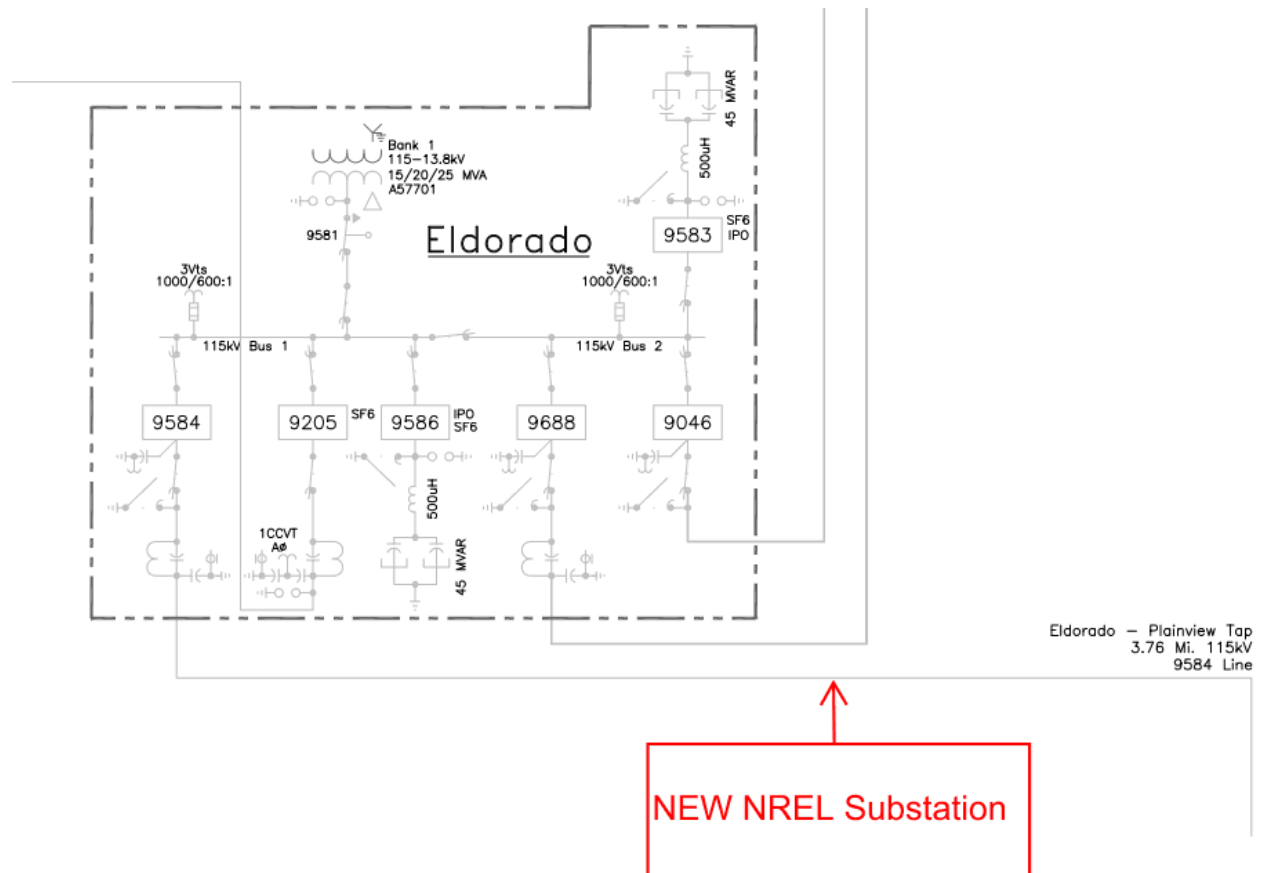 45 MVAR
Bank 1
115-13.8kV
15/20/25 MVA
A57701
500uH
SF6
IPO
9583
9581
Eldorado
3Vts
1000/600:1
3Vts
1000/600:1
115kV Bus 1
115kV Bus 2
9584
9205
SF6
9586
IPO
SF6
9688
9046
500uH
1CCVT
AØ
45 MVAR
Eldorado - Plainview Tap
3.76 Mi. 115kV
9584 Line
NEW NREL Substation